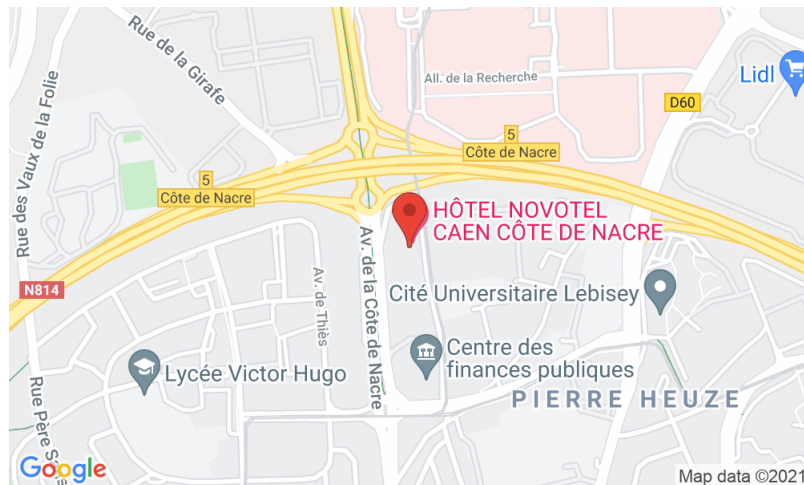 Rue de la Girafe
All. de la Recherche
Lidl
D60
5
Côte de Nacre
5
Côte de Nacre
Rue des Vaux de la Folie
HÔTEL NOVOTEL
CAEN CÔTE DE NACRE
Av. de la Côte de Nacre
Av. de Thiès
N814
Cité Universitaire Lebisey
Centre des
finances publiques
Lycée Victor Hugo
PIERRE HEUZE
Rue Père
Google
Map data ©2021